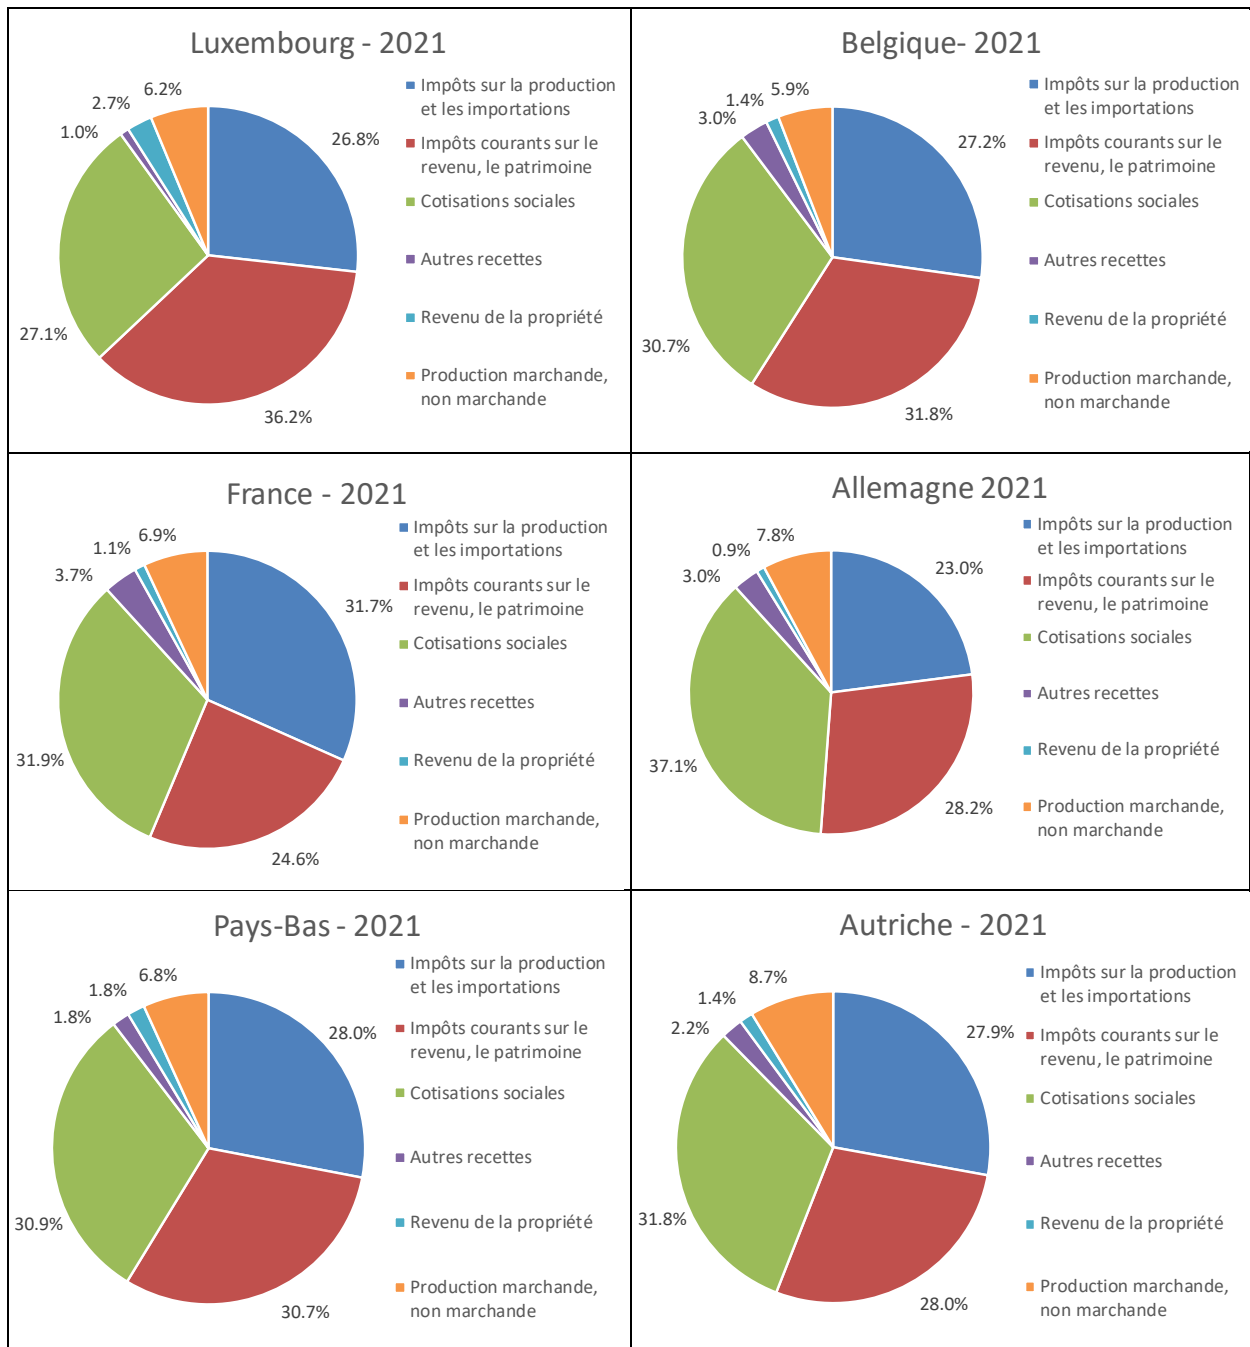 Luxembourg - 2021
6.2%
2.7%
1.0%
26.8%
27.1%
36.2%
Impôts sur la production
et les importations
Impôts courants sur le
revenu, le patrimoine
Cotisations sociales
Autres recettes
Revenu de la propriété
Production marchande,
non marchande
Belgique- 2021
5.9%
1.4%
3.0%
27.2%
30.7%
31.8%
Impôts sur la production
et les importations
Impôts courants sur le
revenu, le patrimoine
Cotisations sociales
Autres recettes
Revenu de la propriété
Production marchande,
non marchande
France - 2021
6.9%
1.1%
3.7%
31.7%
31.9%
24.6%
Impôts sur la production
et les importations
Impôts courants sur le
revenu, le patrimoine
Cotisations sociales
Autres recettes
Revenu de la propriété
Production marchande,
non marchande
Allemagne 2021
7.8%
0.9%
3.0%
23.0%
37.1%
28.2%
Impôts sur la production
et les importations
Impôts courants sur le
revenu, le patrimoine
Cotisations sociales
Autres recettes
Revenu de la propriété
Production marchande,
non marchande
Pays-Bas - 2021
6.8%
1.8%
1.8%
28.0%
30.9%
30.7%
Impôts sur la production
et les importations
Impôts courants sur le
revenu, le patrimoine
Cotisations sociales
Autres recettes
Revenu de la propriété
Production marchande,
non marchande
Autriche - 2021
8.7%
1.4%
2.2%
27.9%
31.8%
28.0%
Impôts sur la production
et les importations
Impôts courants sur le
revenu, le patrimoine
Cotisations sociales
Autres recettes
Revenu de la propriété
Production marchande,
non marchande